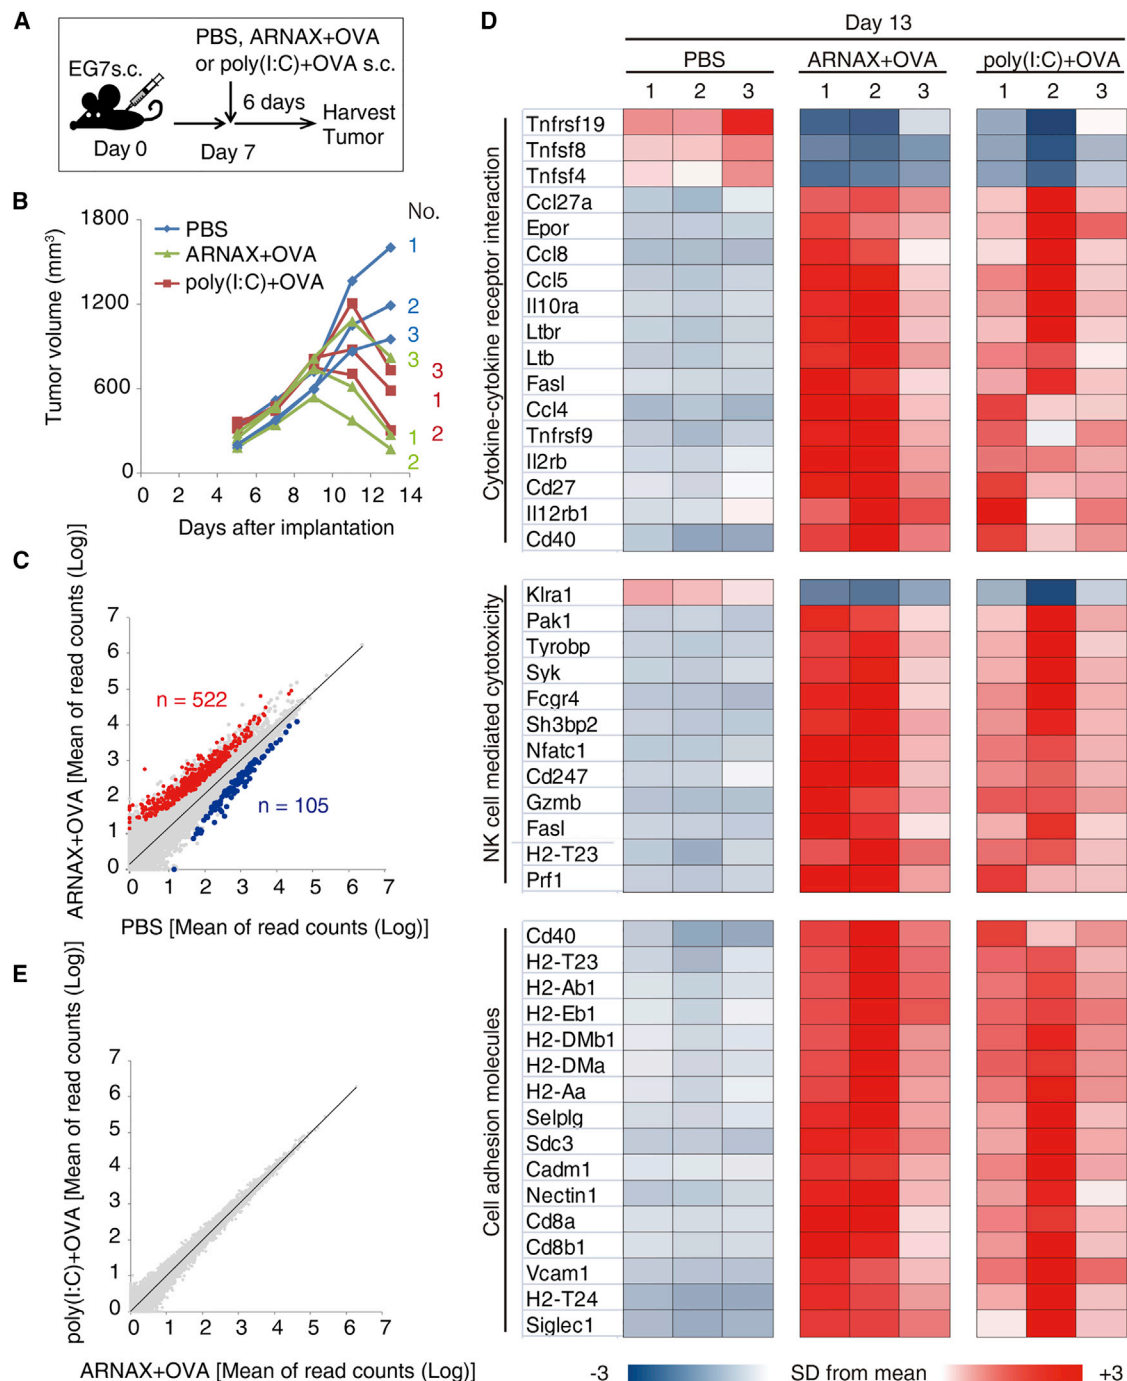 A
PBS, ARNAX+OVA
or poly(I:C)+OVA s.c.
EG7s.c.
6 days
Harvest
Tumor
Day 0
Day 7
B
No.
1800
1200
600
0
Tumor volume (mm³)
PBS
ARNAX+OVA
poly(I:C)+OVA
1
2
3
3
3
1
1
2
2
0 2 4 6 8 10 12 14
Days after implantation
C
ARNAX+OVA [Mean of read counts (Log)]
7
6
5
4
3
2
1
0
n = 522
n = 105
0 1 2 3 4 5 6 7
PBS [Mean of read counts (Log)]
E
poly(I:C)+OVA [Mean of read counts (Log)]
7
6
5
4
3
2
1
0
0 1 2 3 4 5 6 7
ARNAX+OVA [Mean of read counts (Log)]
D
Day 13
PBS ARNAX+OVA poly(I:C)+OVA
1 2 3 1 2 3 1 2 3
Cytokine-cytokine receptor interaction
Tnfrsf19
Tnfsf8
Tnfsf4
Ccl27a
Epor
Ccl8
Ccl5
Il10ra
Ltbr
Ltb
Fasl
Ccl4
Tnfrsf9
Il2rb
Cd27
Il12rb1
Cd40
NK cell mediated cytotoxicity
Klra1
Pak1
Tyrobp
Syk
Fcgr4
Sh3bp2
Nfatc1
Cd247
Gzmb
Fasl
H2-T23
Prf1
Cell adhesion molecules
Cd40
H2-T23
H2-Ab1
H2-Eb1
H2-DMb1
H2-DMa
H2-Aa
Selplg
Sdc3
Cadm1
Nectin1
Cd8a
Cd8b1
Vcam1
H2-T24
Siglec1
-3 SD from mean +3